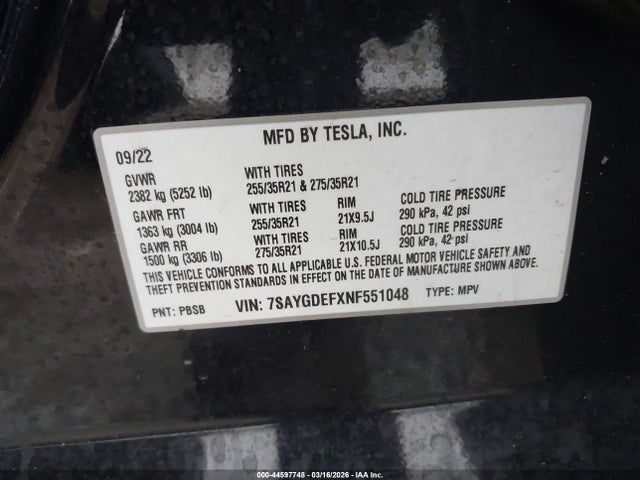 MFD BY TESLA, INC.
09/22
GVWR WITH TIRES
2382 kg (5252 lb) 255/35R21 & 275/35R21
GAWR FRT WITH TIRES RIM COLD TIRE PRESSURE
1363 kg (3004 lb) 255/35R21 21X9.5J 290 kPa, 42 psi
GAWR RR WITH TIRES RIM COLD TIRE PRESSURE
1500 kg (3306 lb) 275/35R21 21X10.5J 290 kPa, 42 psi
THIS VEHICLE CONFORMS TO ALL APPLICABLE U.S. FEDERAL MOTOR VEHICLE SAFETY AND
THEFT PREVENTION STANDARDS IN EFFECT ON THE DATE OF MANUFACTURE SHOWN ABOVE.
PNT: PBSB VIN: 7SAYGDEFXNF551048 TYPE: MPV
000-44597748 - 03/16/2026 - IAA Inc.